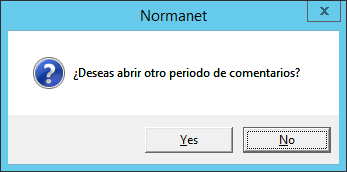 Normanet
¿Deseas abrir otro periodo de comentarios?
Yes
No